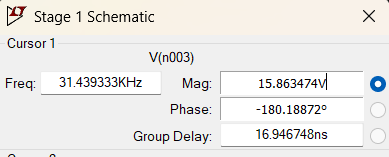 Stage 1 Schematic
Cursor 1
V(n003)
Freq: 31.439333KHz Mag: 15.863474V
Phase: -180.18872°
Group Delay: 16.946748ns